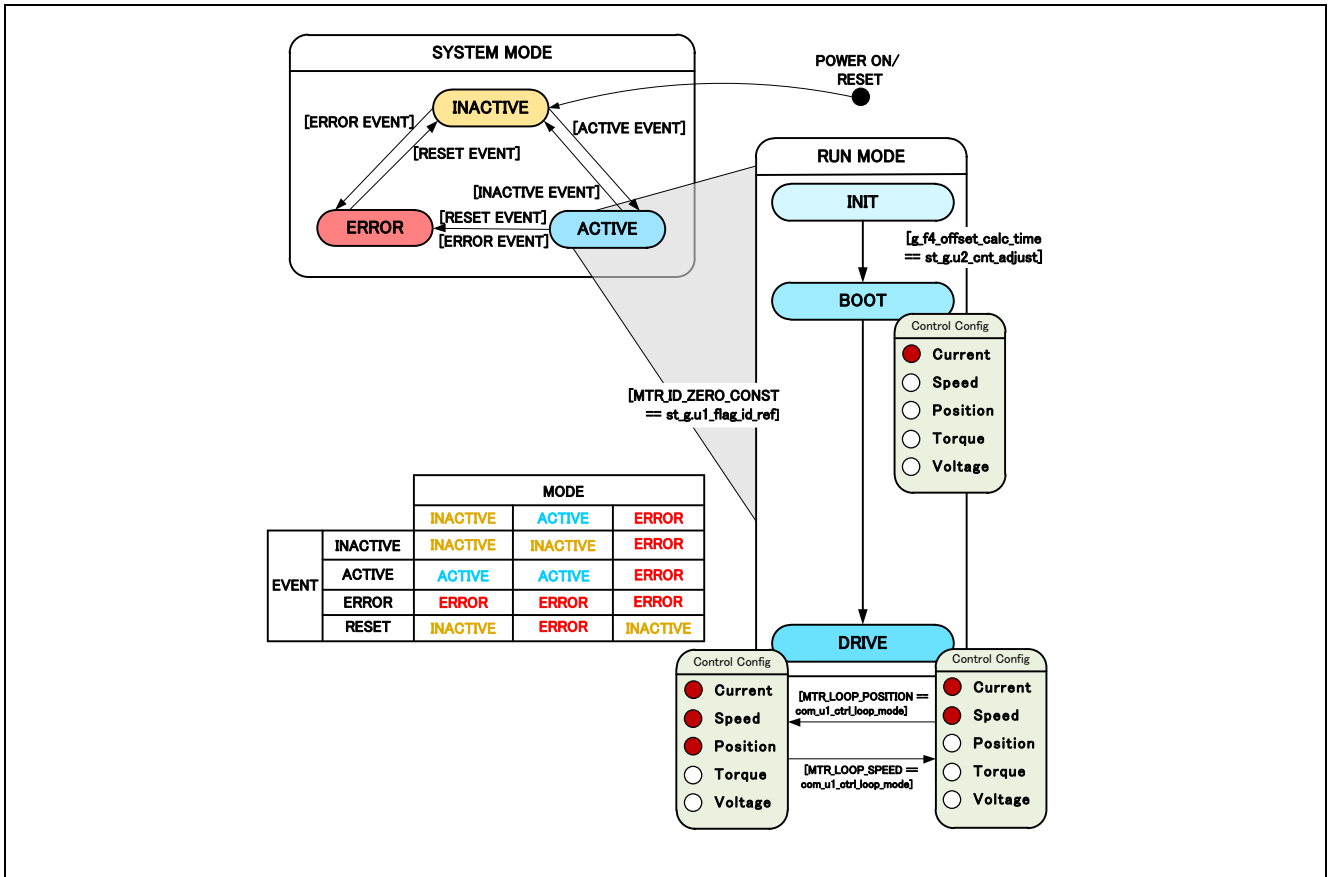 SYSTEM MODE
POWER ON/
RESET
INACTIVE
[ERROR EVENT]
[ACTIVE EVENT]
[RESET EVENT]
[INACTIVE EVENT]
[RESET EVENT]
[ERROR EVENT]
ERROR
ACTIVE
RUN MODE
INIT
[g_f4_offset_calc_time
== st_g.u2_cnt_adjust]
BOOT
Control Config
Current
Speed
Position
Torque
Voltage
[MTR_ID_ZERO_CONST
== st_g.u1_flag_id_ref]
MODE
INACTIVE ACTIVE ERROR
EVENT
INACTIVE INACTIVE INACTIVE ERROR
ACTIVE ACTIVE ACTIVE ERROR
ERROR ERROR ERROR ERROR
RESET INACTIVE ERROR INACTIVE
DRIVE
Control Config
Current
Speed
Position
Torque
Voltage
[MTR_LOOP_POSITION ==
com_u1_ctrl_loop_mode]
[MTR_LOOP_SPEED ==
com_u1_ctrl_loop_mode]
Control Config
Current
Speed
Position
Torque
Voltage